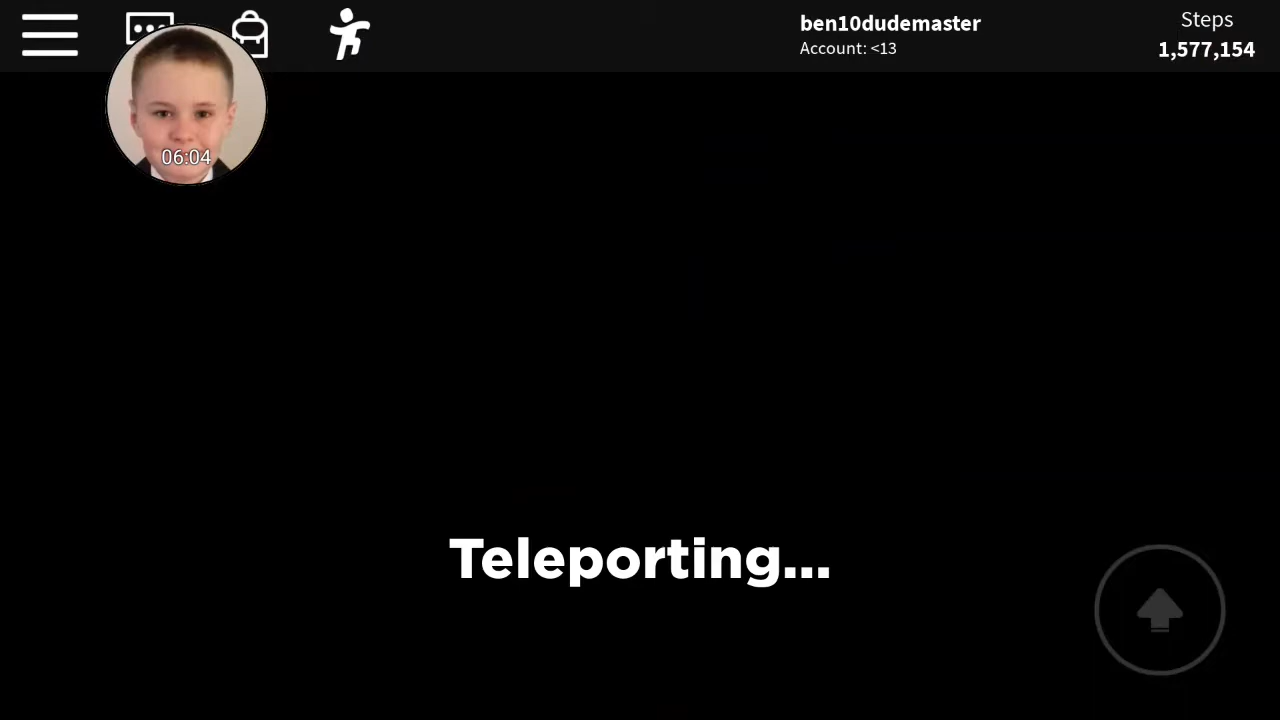 ben10dudemaster
Account: <13
Steps
1,577,154
06:04
Teleporting...